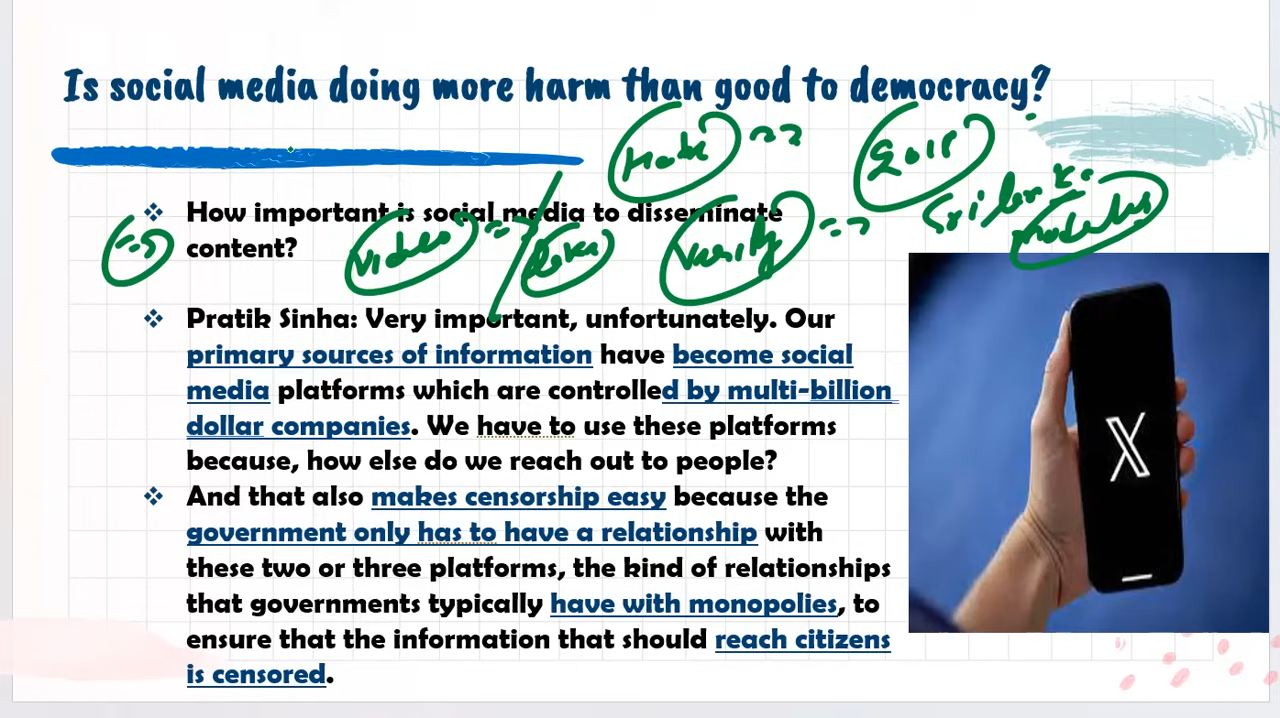 Is social media doing more harm than good to democracy?
❖ How important is social media to disseminate
content?
video
Verify
❖ Pratik Sinha: Very important, unfortunately. Our
primary sources of information have become social
media platforms which are controlled by multi-billion
dollar companies. We have to use these platforms
because, how else do we reach out to people?
❖ And that also makes censorship easy because the
government only has to have a relationship with
these two or three platforms, the kind of relationships
that governments typically have with monopolies, to
ensure that the information that should reach citizens
is censored.
X